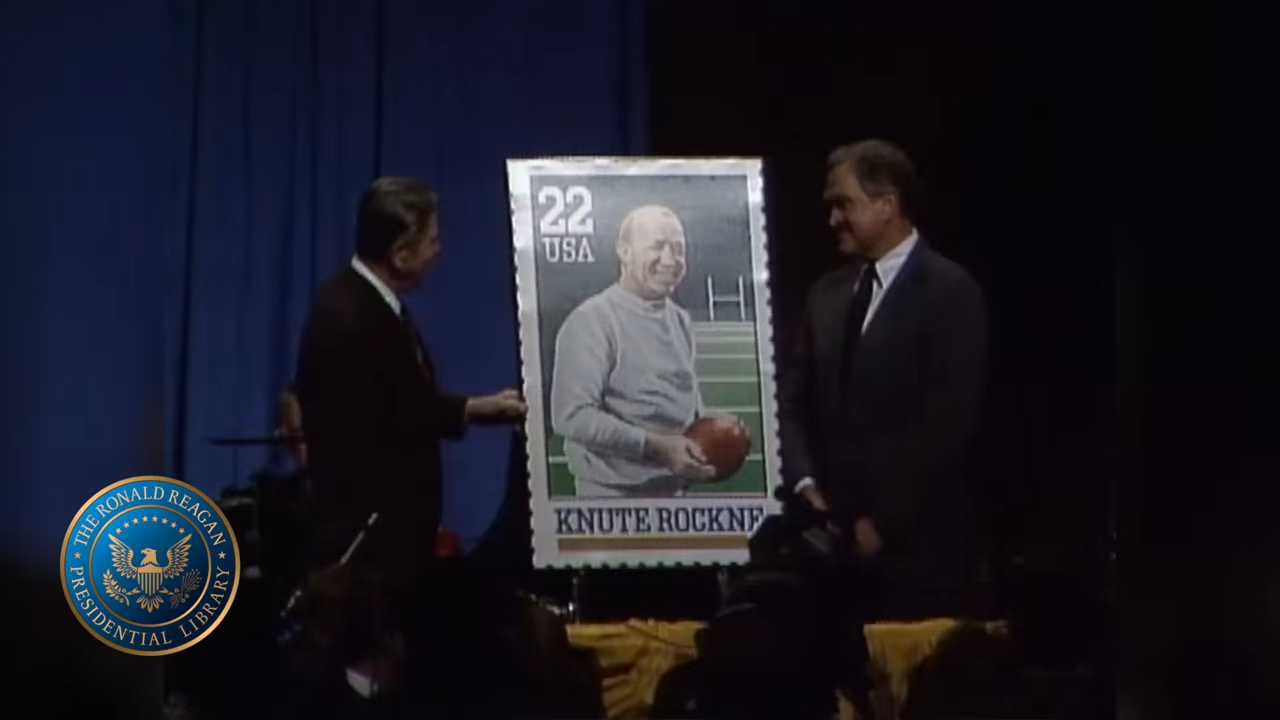 22
USA
KNUTE ROCKNE
THE RONALD REAGAN
PRESIDENTIAL LIBRARY